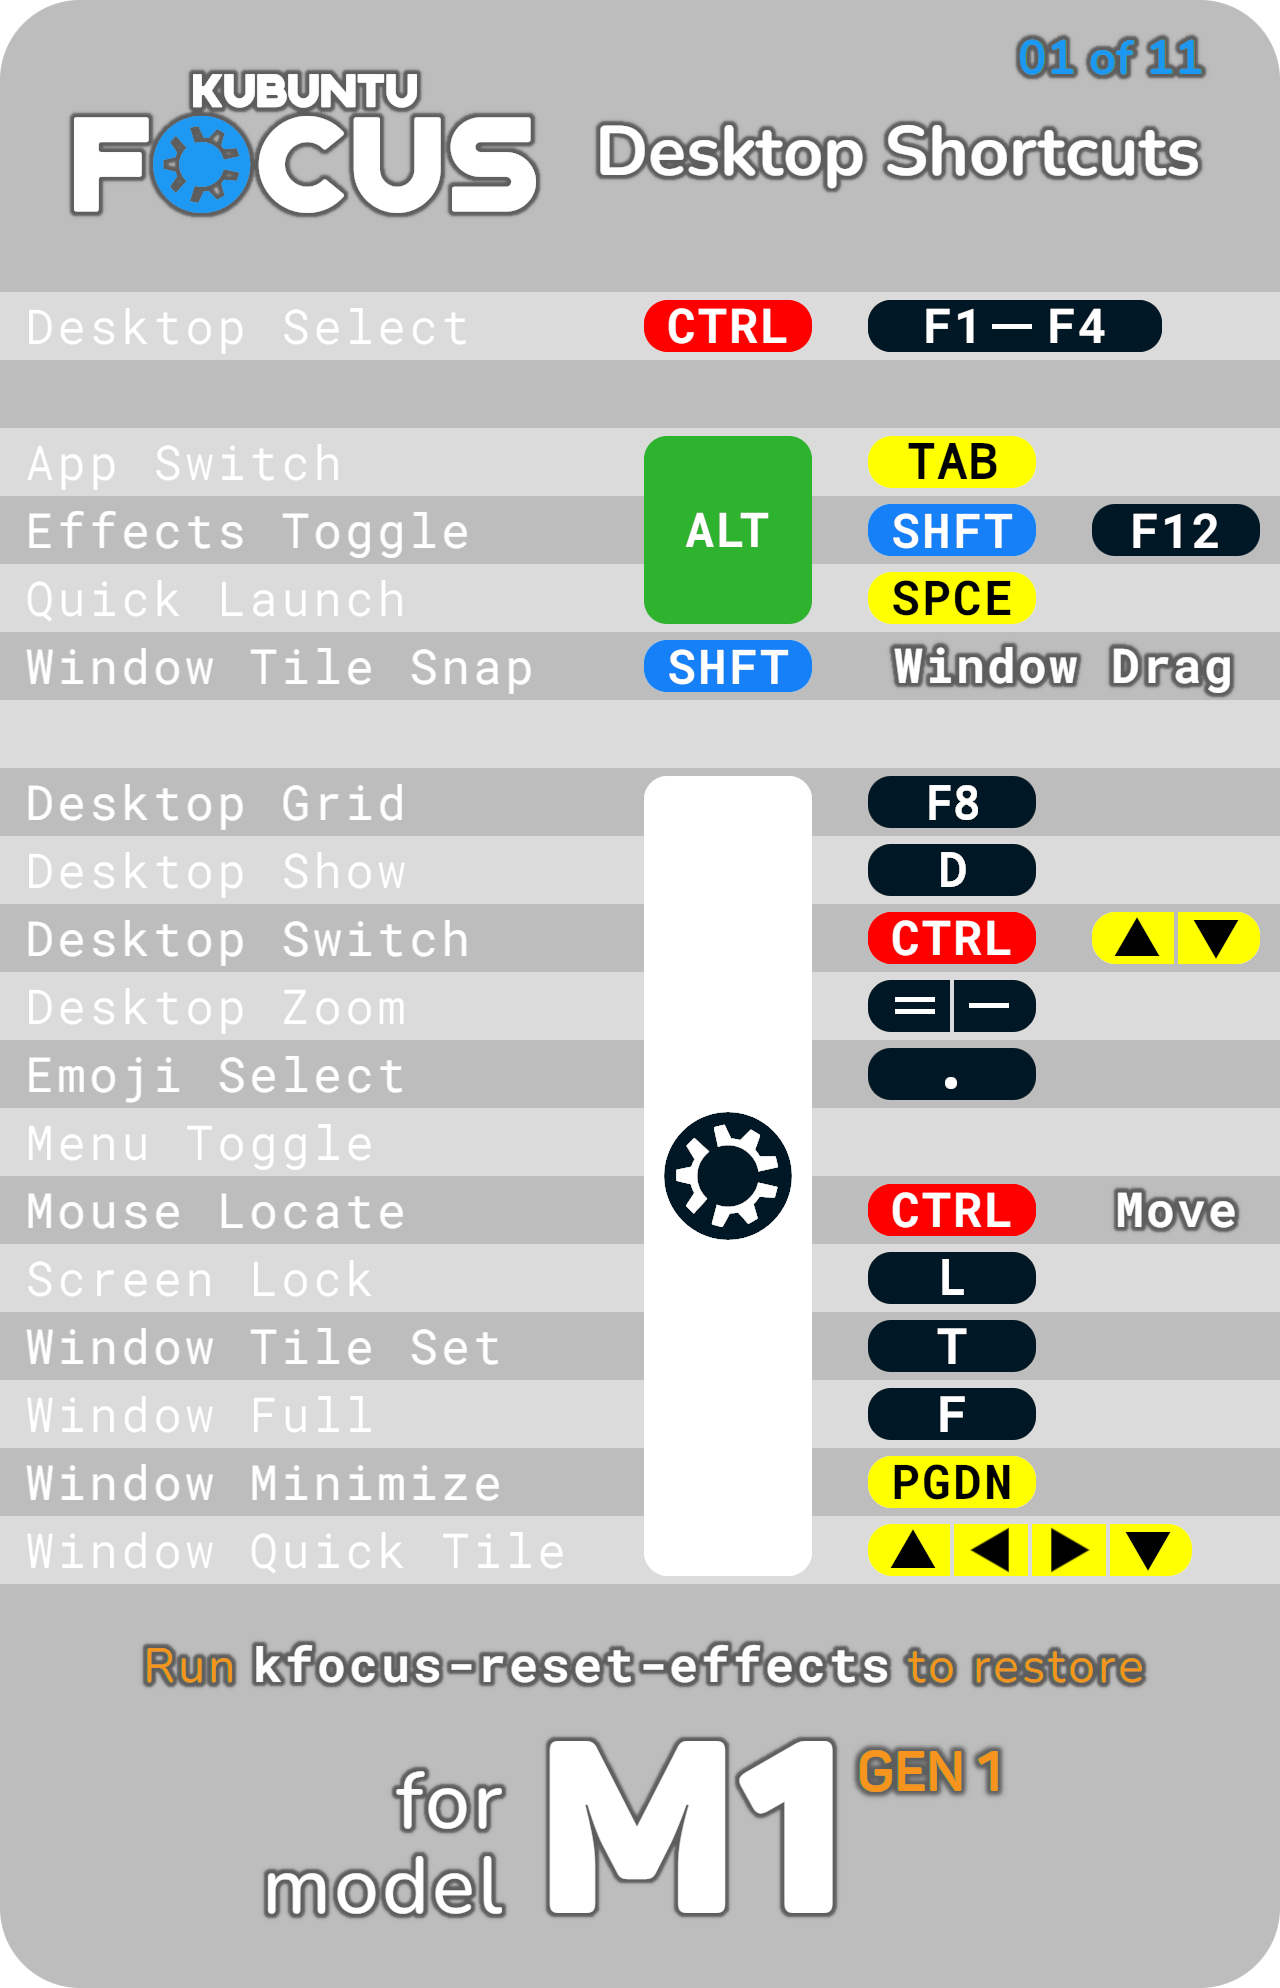 01 of 11
KUBUNTU
FOCUS
Desktop Shortcuts
Desktop Select CTRL F1 — F4
App Switch TAB
Effects Toggle ALT SHFT F12
Quick Launch SPCE
Window Tile Snap SHFT Window Drag
Desktop Grid F8
Desktop Show D
Desktop Switch CTRL ▲ ▼
Desktop Zoom = —
Emoji Select .
Menu Toggle
Mouse Locate CTRL Move
Screen Lock L
Window Tile Set T
Window Full F
Window Minimize PGDN
Window Quick Tile ▲ ◀ ▶ ▼
Run kfocus-reset-effects to restore
for model M1 GEN 1